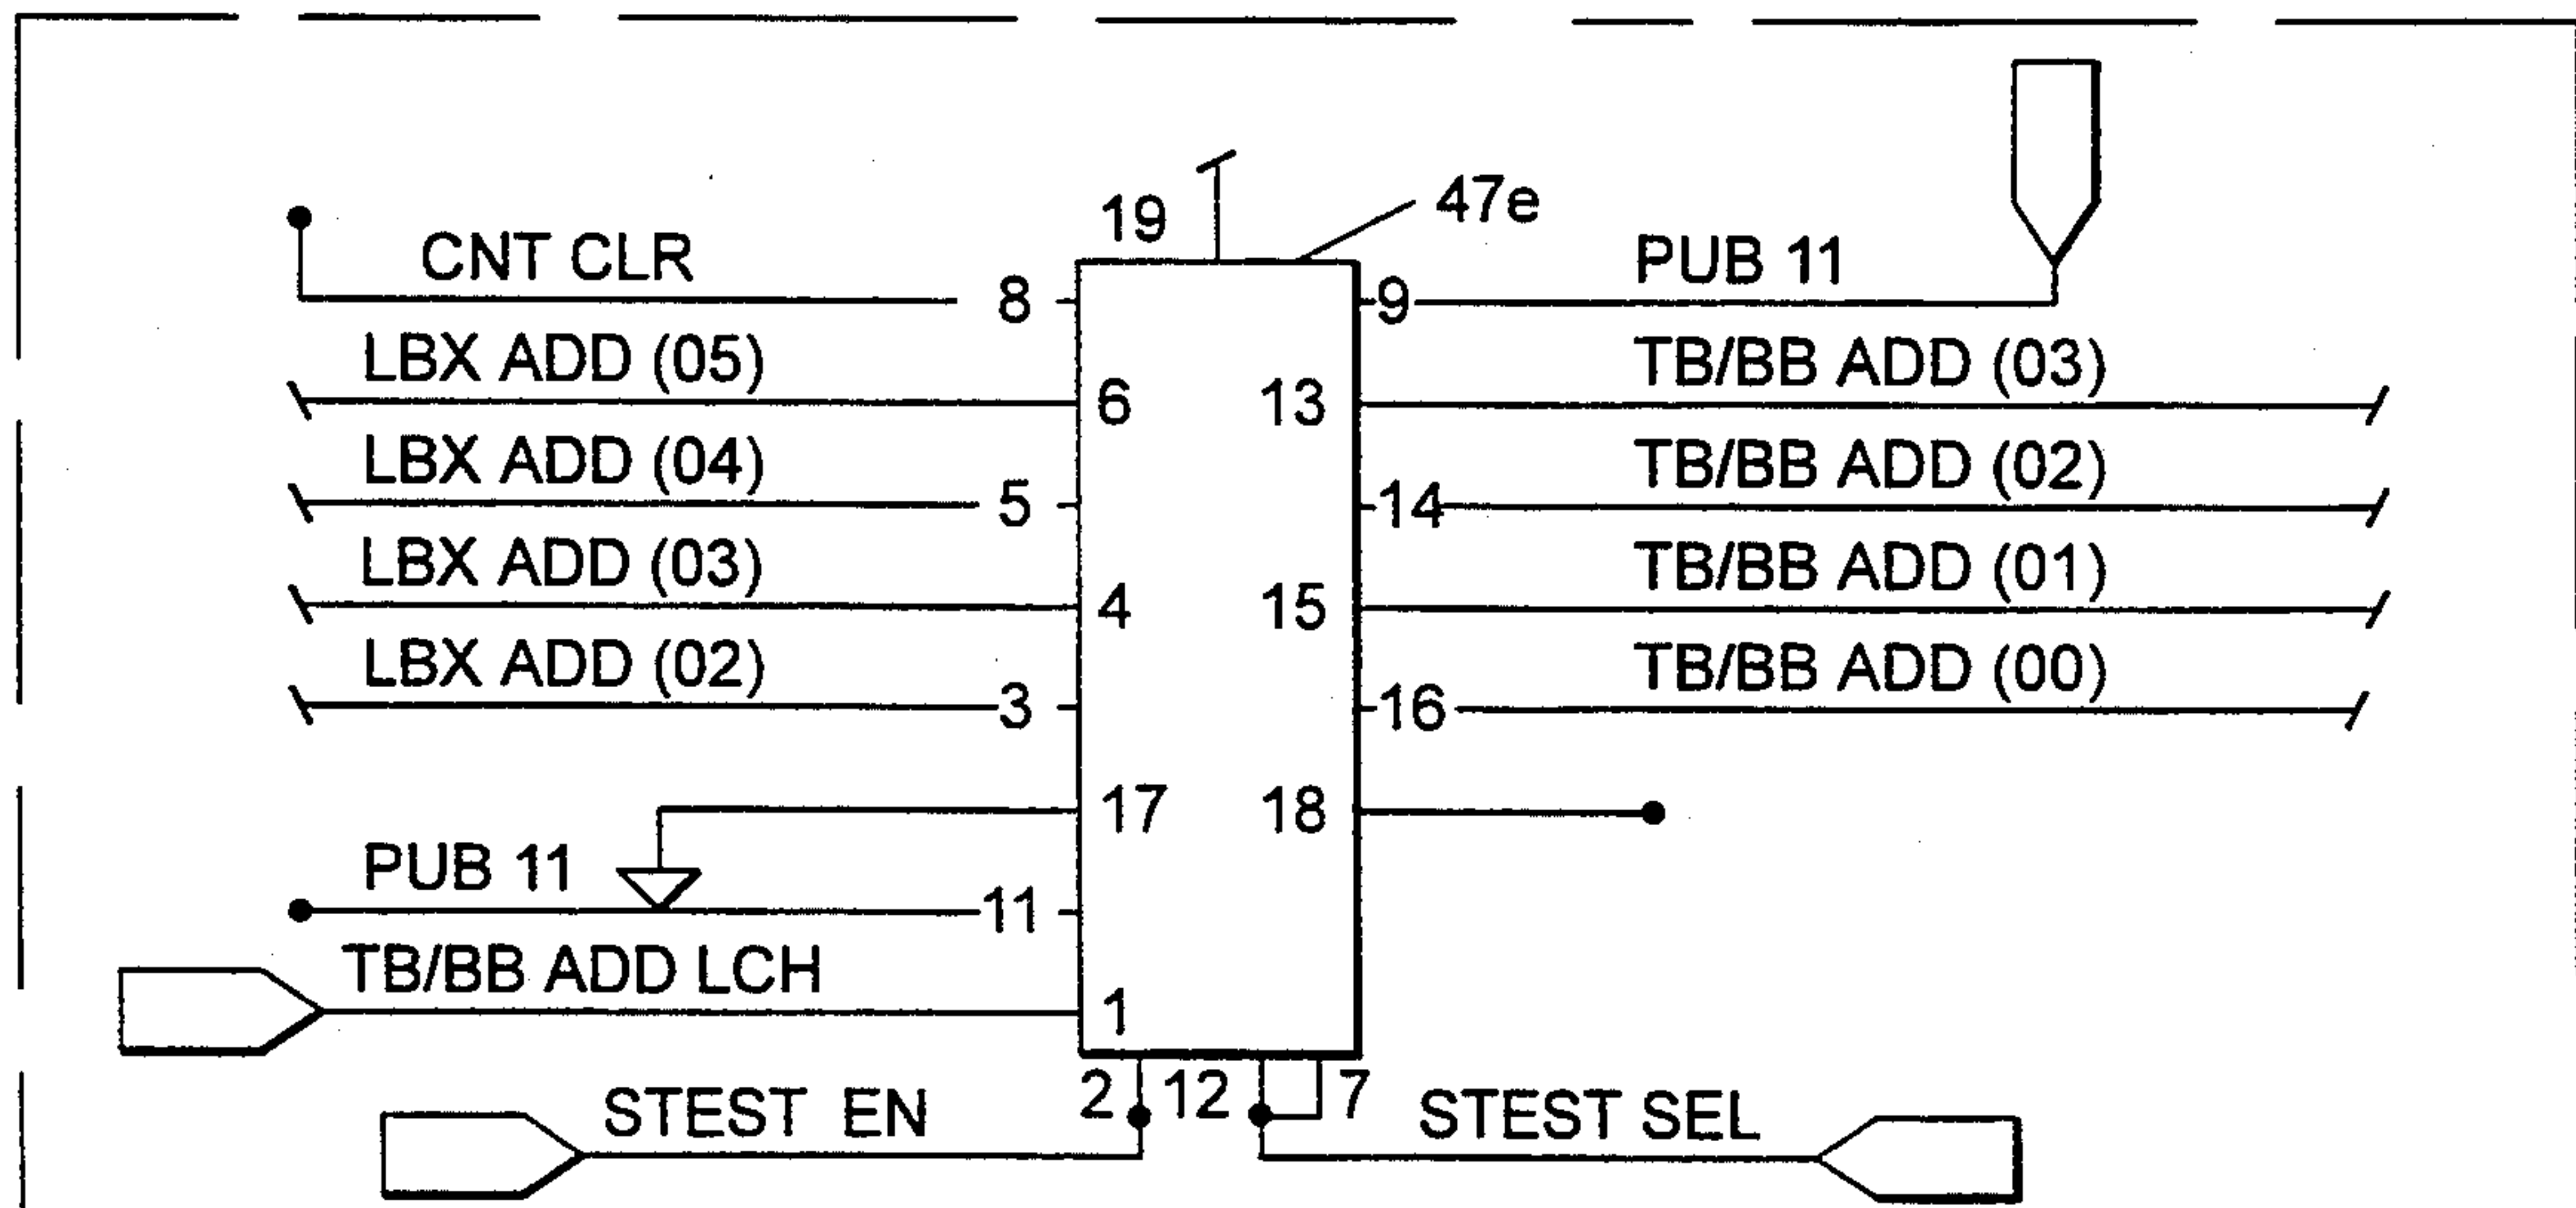 19 47e
CNT CLR 8 9 PUB 11
LBX ADD (05) 6 13 TB/BB ADD (03)
LBX ADD (04) 5 14 TB/BB ADD (02)
LBX ADD (03) 4 15 TB/BB ADD (01)
LBX ADD (02) 3 16 TB/BB ADD (00)
17 18
PUB 11 11
TB/BB ADD LCH 1
2 12 7
STEST EN STEST SEL